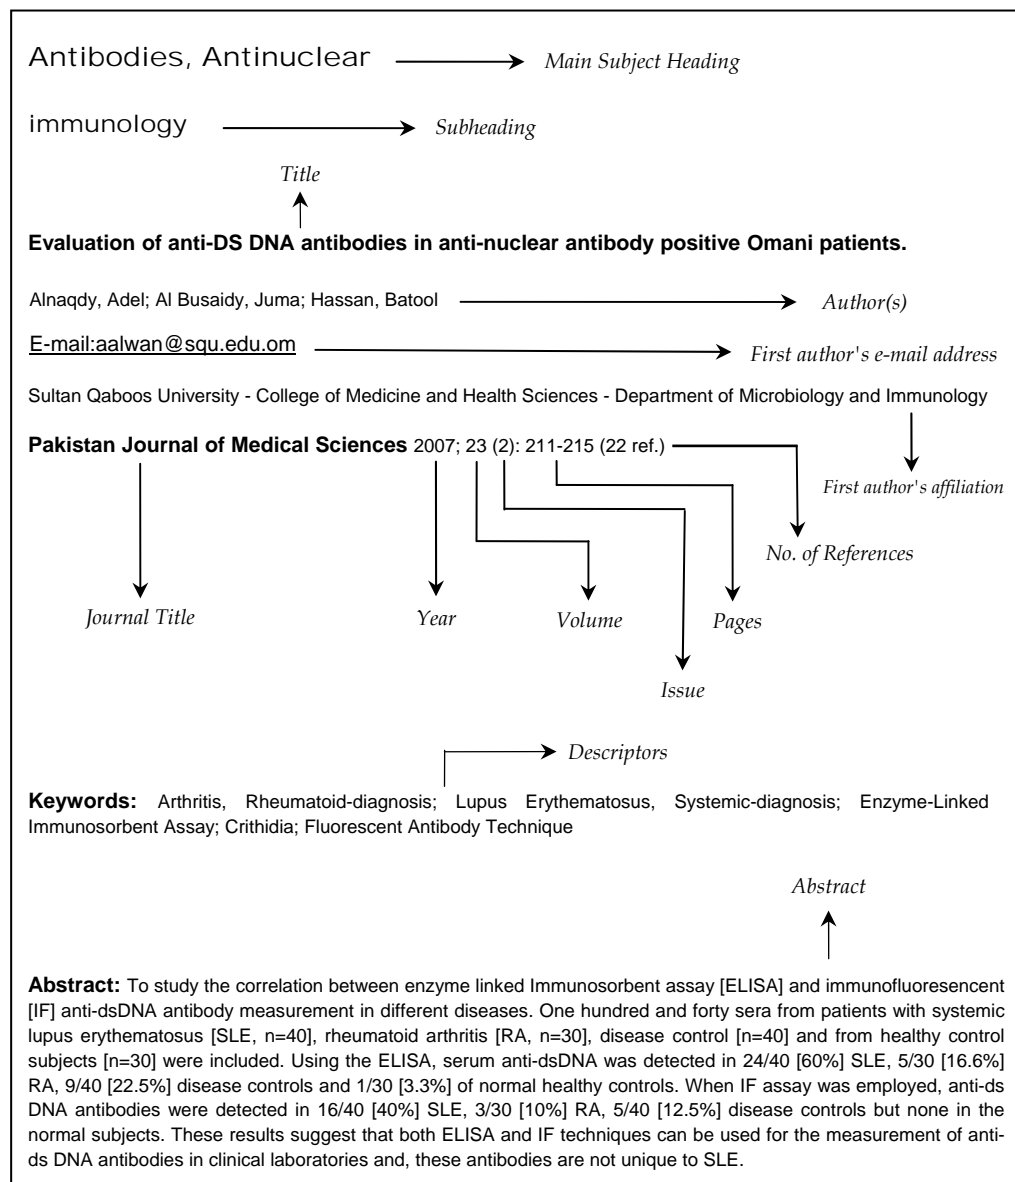 Antibodies, Antinuclear Main Subject Heading
immunology Subheading
Title
Evaluation of anti-DS DNA antibodies in anti-nuclear antibody positive Omani patients.
Alnaqdy, Adel; Al Busaidy, Juma; Hassan, Batool Author(s)
E-mail:aalwan@squ.edu.om First author's e-mail address
Sultan Qaboos University - College of Medicine and Health Sciences - Department of Microbiology and Immunology
Pakistan Journal of Medical Sciences 2007; 23 (2): 211-215 (22 ref.)
First author's affiliation
No. of References
Journal Title Year Volume Pages
Issue
Descriptors
Keywords: Arthritis, Rheumatoid-diagnosis; Lupus Erythematosus, Systemic-diagnosis; Enzyme-Linked
Immunosorbent Assay; Crithidia; Fluorescent Antibody Technique
Abstract
Abstract: To study the correlation between enzyme linked Immunosorbent assay [ELISA] and immunofluoresencent
[IF] anti-dsDNA antibody measurement in different diseases. One hundred and forty sera from patients with systemic
lupus erythematosus [SLE, n=40], rheumatoid arthritis [RA, n=30], disease control [n=40] and from healthy control
subjects [n=30] were included. Using the ELISA, serum anti-dsDNA was detected in 24/40 [60%] SLE, 5/30 [16.6%]
RA, 9/40 [22.5%] disease controls and 1/30 [3.3%] of normal healthy controls. When IF assay was employed, anti-ds
DNA antibodies were detected in 16/40 [40%] SLE, 3/30 [10%] RA, 5/40 [12.5%] disease controls but none in the
normal subjects. These results suggest that both ELISA and IF techniques can be used for the measurement of anti-
ds DNA antibodies in clinical laboratories and, these antibodies are not unique to SLE.